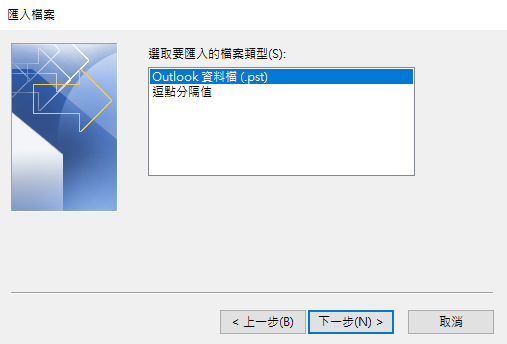 匯入檔案
選取要匯入的檔案類型(S):
Outlook 資料檔 (.pst)
逗點分隔值
< 上一步(B)
下一步(N) >
取消